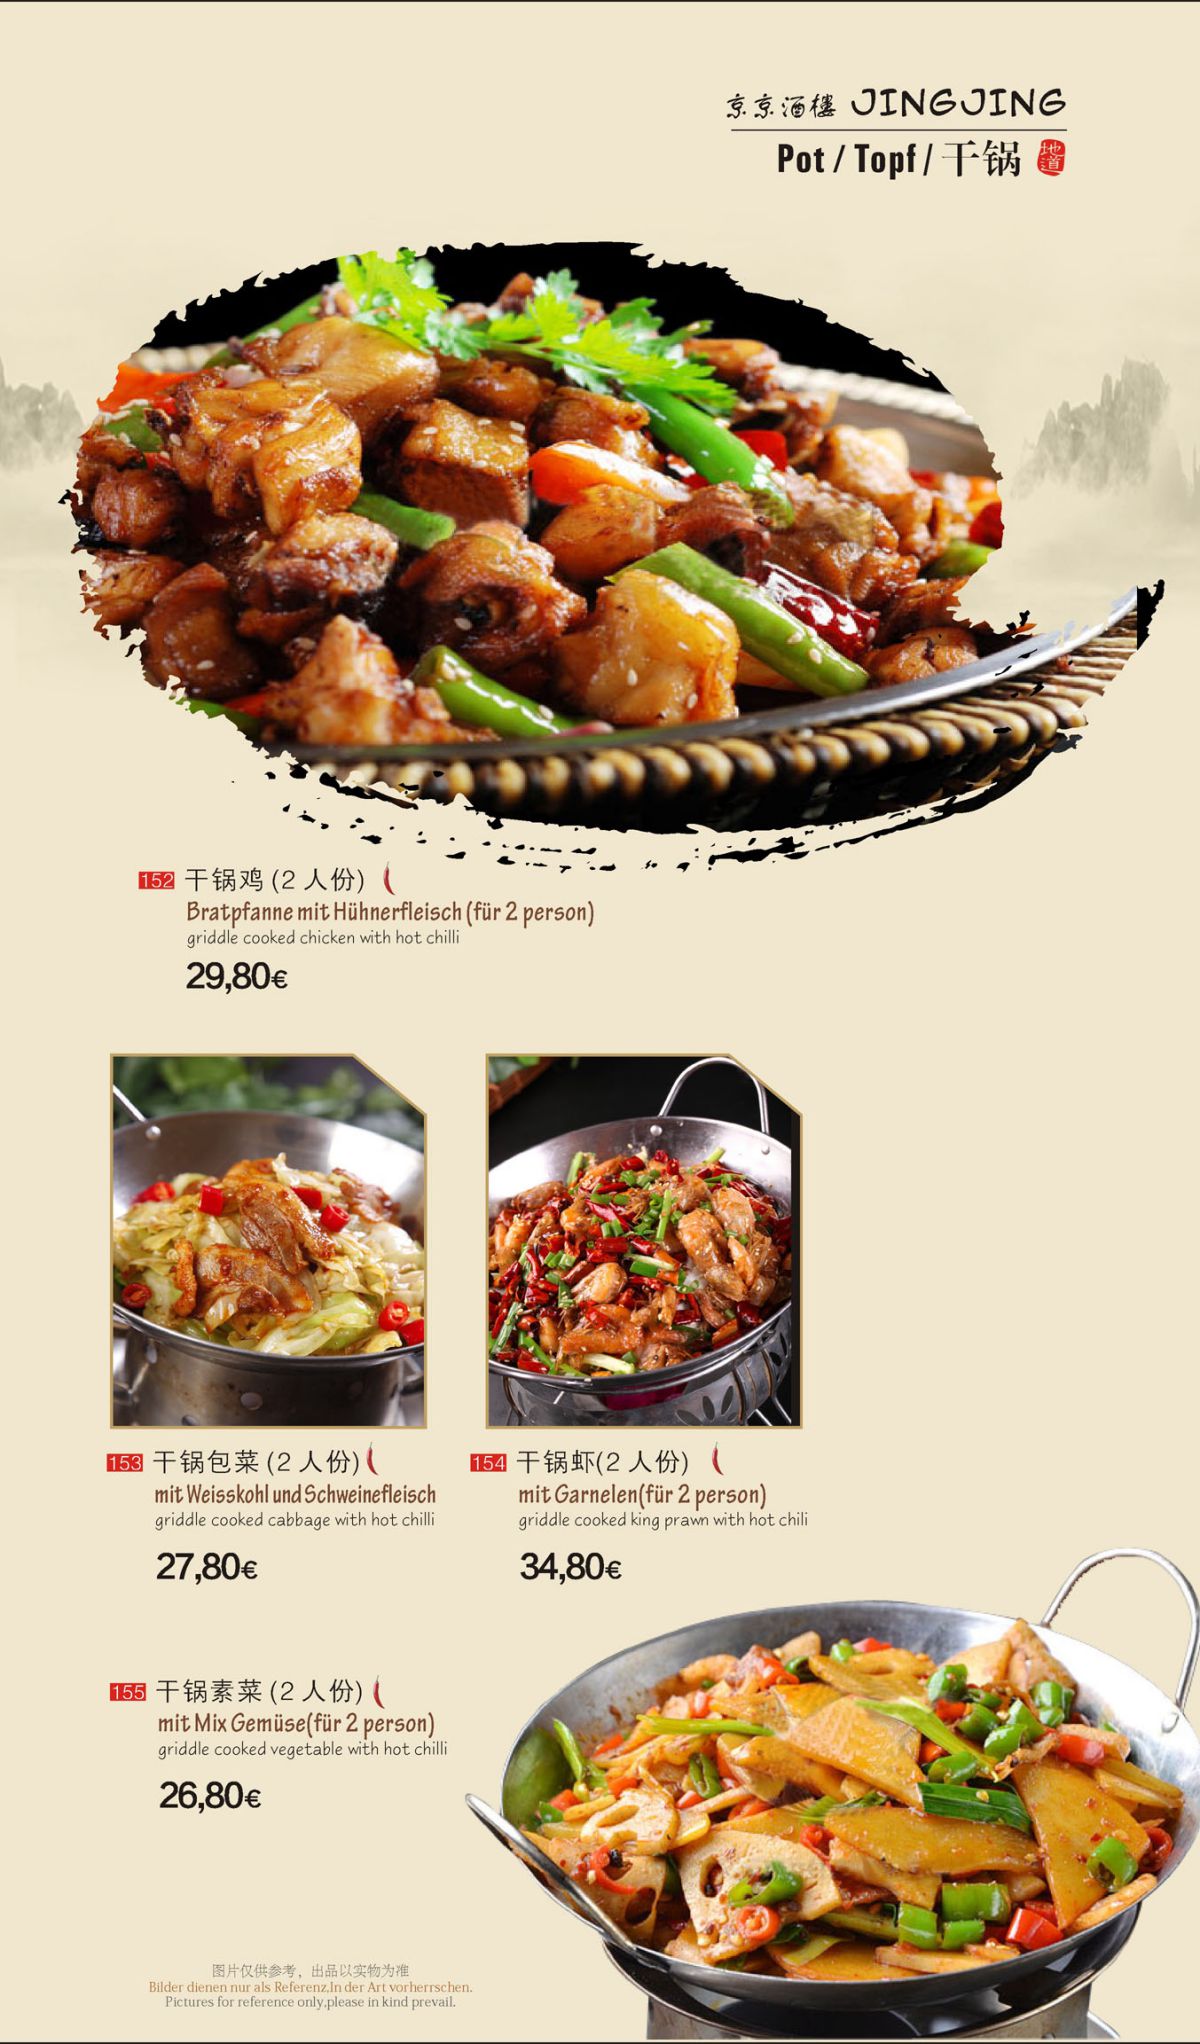 京京酒樓 JINGJING
Pot / Topf / 干锅 地道
152 干锅鸡 (2 人份)
Bratpfanne mit Hühnerfleisch (für 2 person)
griddle cooked chicken with hot chilli
29,80€
153 干锅包菜 (2 人份)
mit Weisskohl und Schweinefleisch
griddle cooked cabbage with hot chilli
27,80€
154 干锅虾(2 人份)
mit Garnelen(für 2 person)
griddle cooked king prawn with hot chili
34,80€
155 干锅素菜 (2 人份)
mit Mix Gemüse(für 2 person)
griddle cooked vegetable with hot chilli
26,80€
图片仅供参考，出品以实物为准
Bilder dienen nur als Referenz,In der Art vorherrschen.
Pictures for reference only,please in kind prevail.